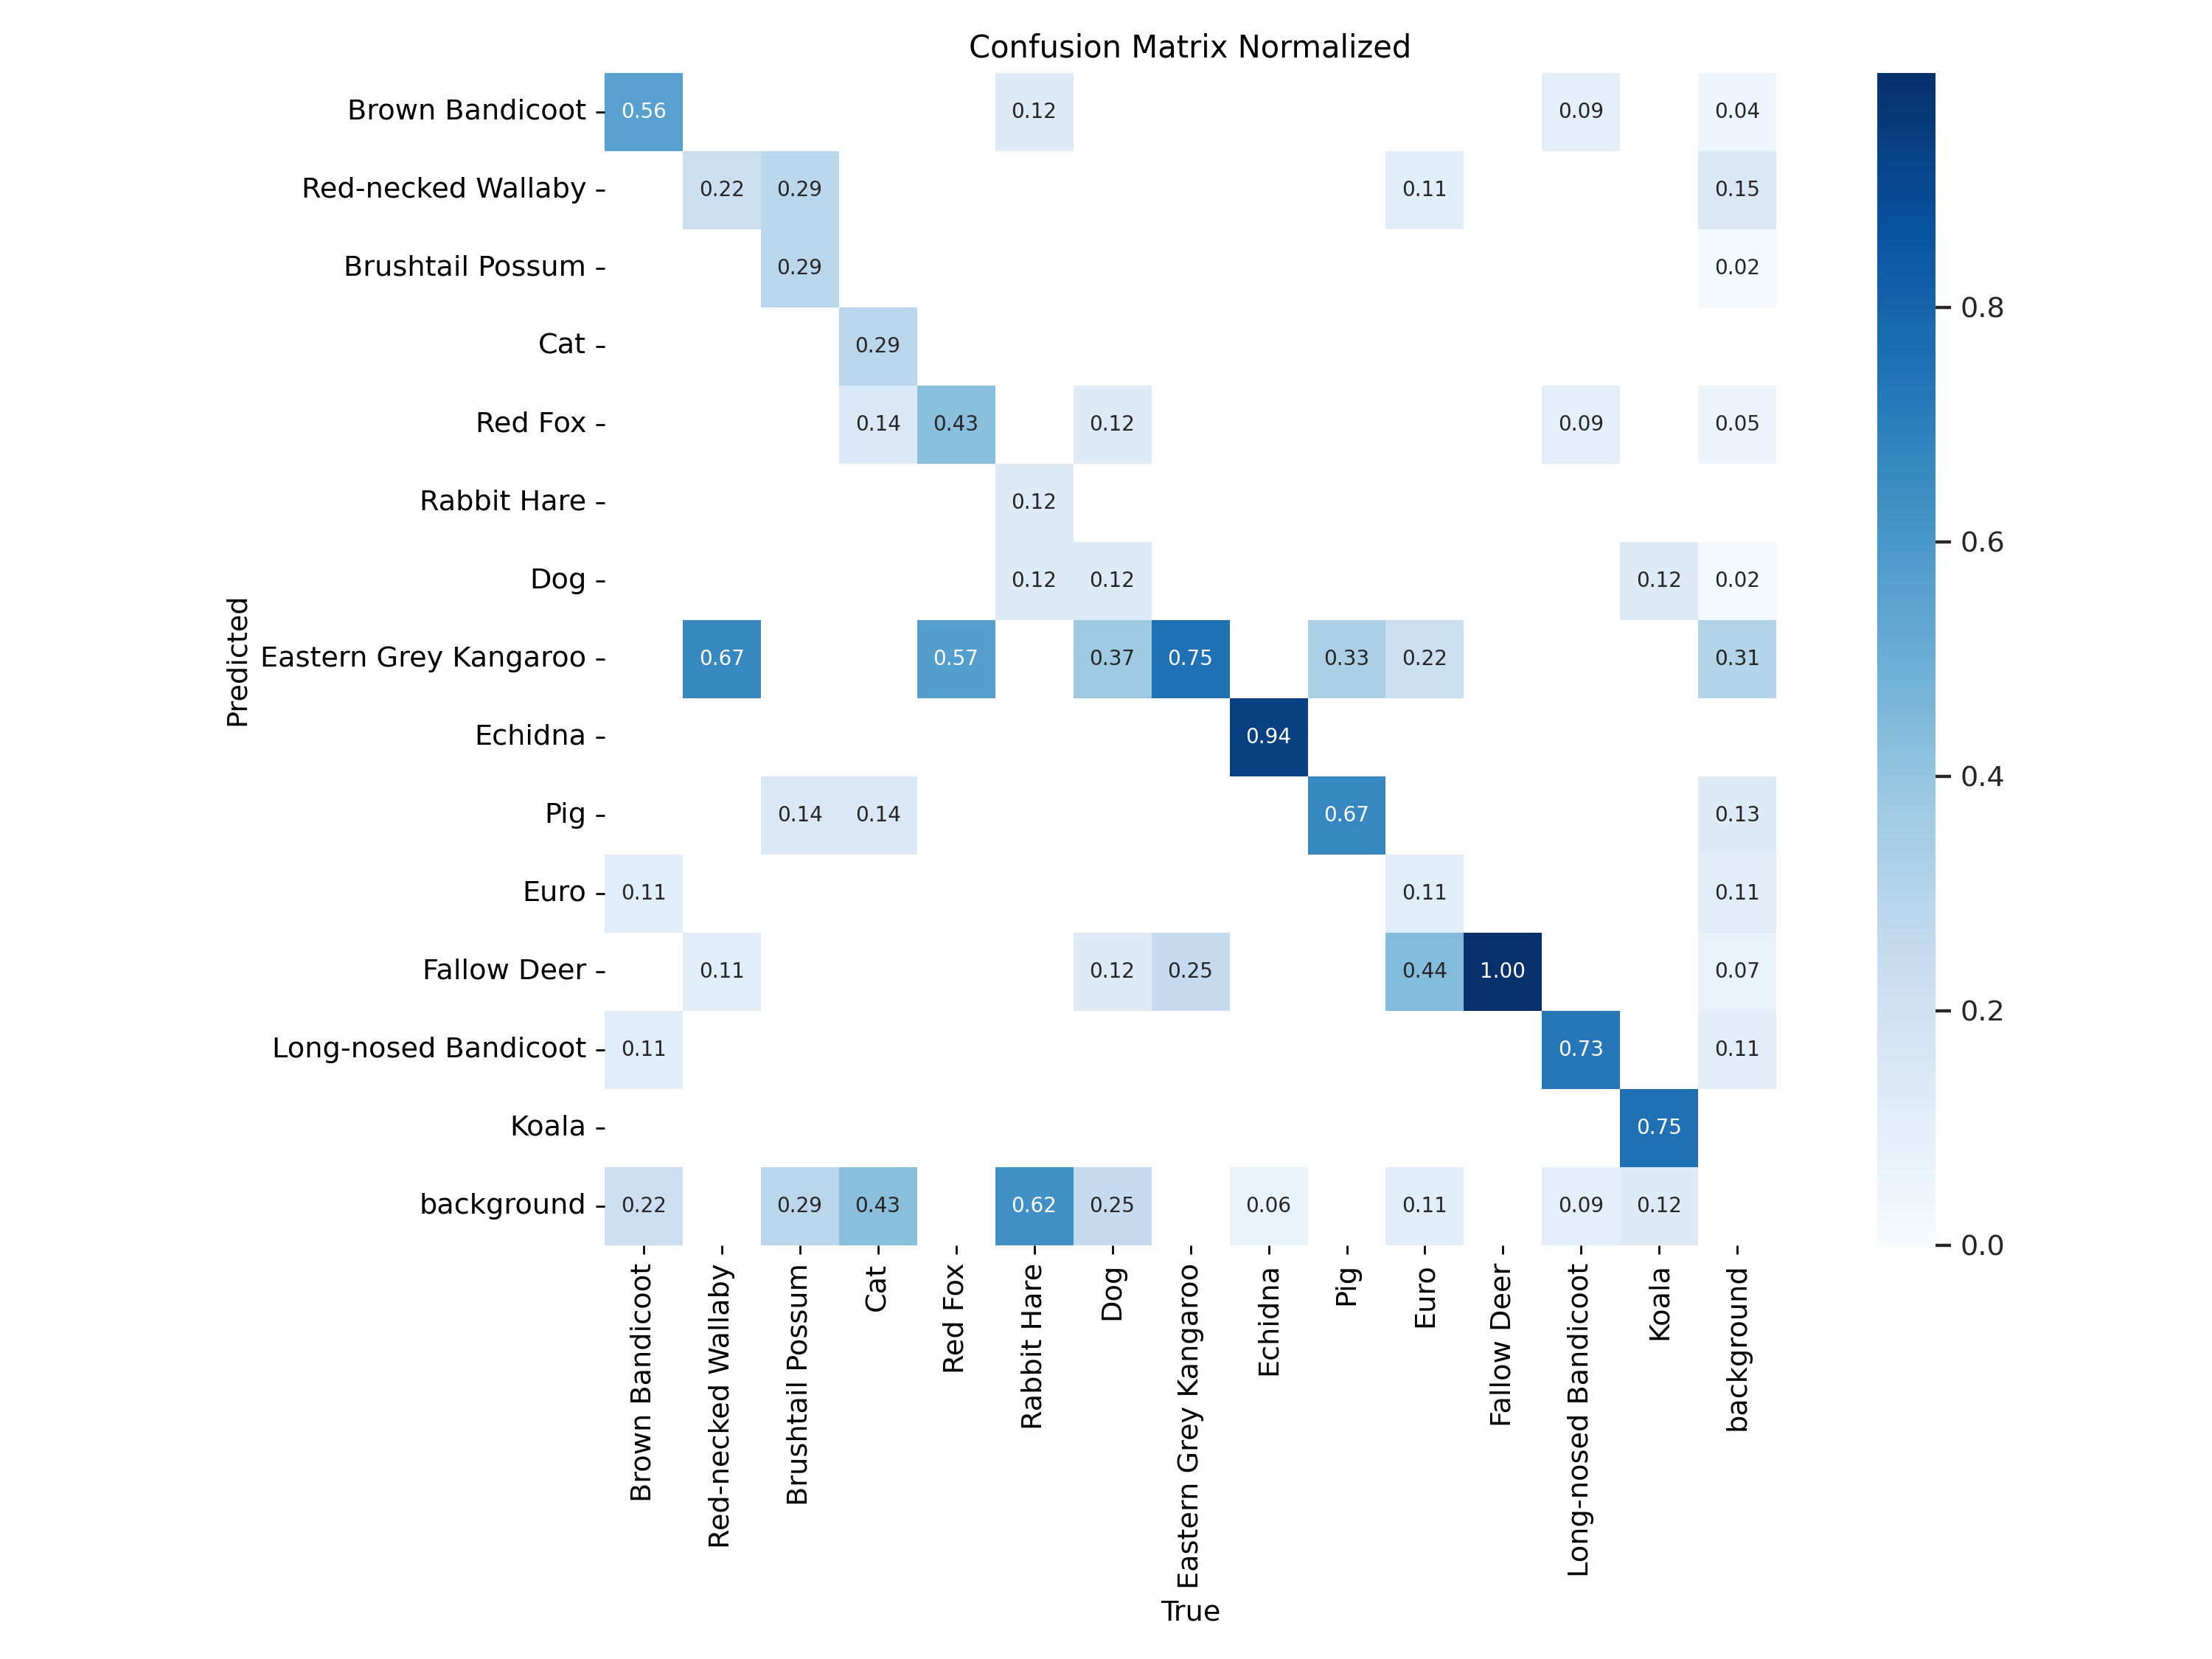 Confusion Matrix Normalized
Predicted
Brown Bandicoot 0.56 0.12 0.09 0.04
Red-necked Wallaby 0.22 0.29 0.11 0.15
Brushtail Possum 0.29 0.02
Cat 0.29
Red Fox 0.14 0.43 0.12 0.09 0.05
Rabbit Hare 0.12
Dog 0.12 0.12 0.12 0.02
Eastern Grey Kangaroo 0.67 0.57 0.37 0.75 0.33 0.22 0.31
Echidna 0.94
Pig 0.14 0.14 0.67 0.13
Euro 0.11 0.11 0.11
Fallow Deer 0.11 0.12 0.25 0.44 1.00 0.07
Long-nosed Bandicoot 0.11 0.73 0.11
Koala 0.75
background 0.22 0.29 0.43 0.62 0.25 0.06 0.11 0.09 0.12
Brown Bandicoot
Red-necked Wallaby
Brushtail Possum
Cat
Red Fox
Rabbit Hare
Dog
Eastern Grey Kangaroo
Echidna
Pig
Euro
Fallow Deer
Long-nosed Bandicoot
Koala
background
True
0.8
0.6
0.4
0.2
0.0